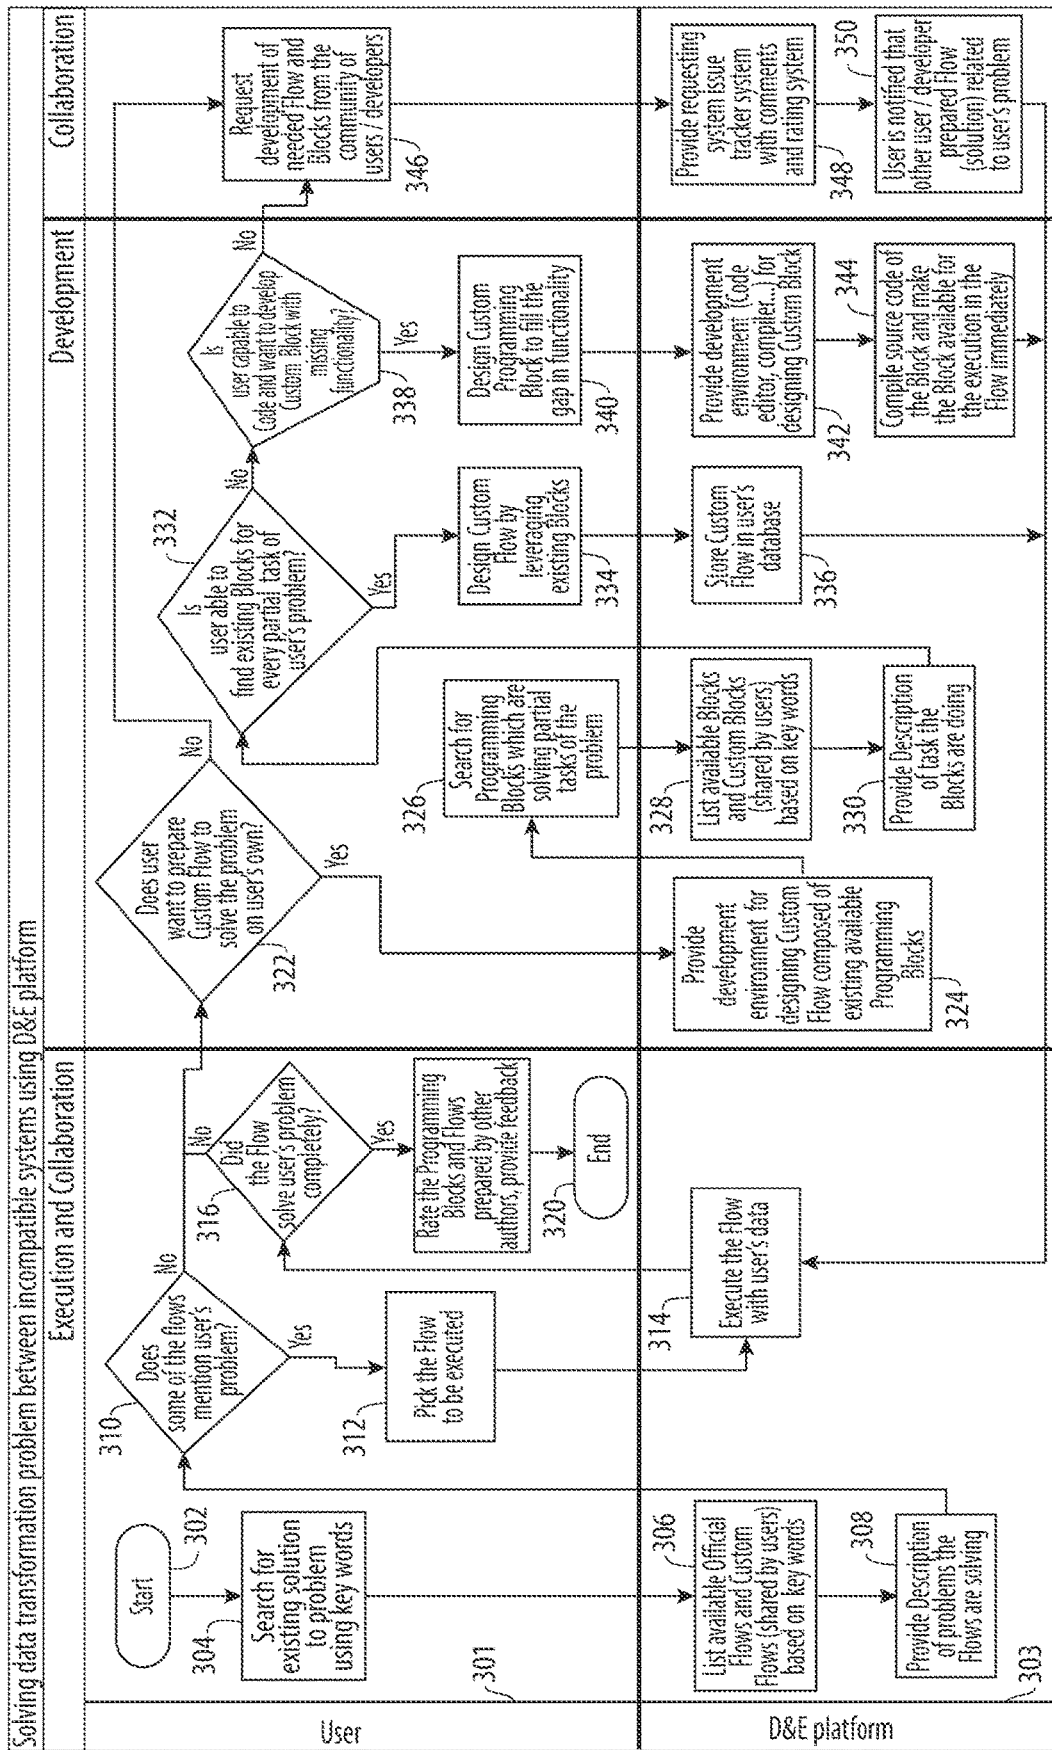 Solving data transformation problem between incompatible systems using D&E platform
Execution and Collaboration
Development
Collaboration
User
301
Start
302
304
Search for
existing solution
to problem
using key words
310
Does
some of the flows
mention user's
problem?
No
Yes
312
Pick the Flow
to be executed
316
Did
the Flow
solve user's problem
completely?
No
Yes
Rate the Programming
Blocks and Flows
prepared by other
authors, provide feedback
320
End
322
Does user
want to prepare
Custom Flow to
solve the problem
on user's own?
No
Yes
326
Search for
Programming
Blocks which are
solving partial
tasks of the
problem
332
Is
user able to
find existing Blocks for
every partial task of
user's problem?
No
Yes
Design Custom
Flow by
leveraging
existing Blocks
334
Is
user capable to
Code and want to develop
Custom Block with
missing
functionality?
338
No
Yes
Design Custom
Programming
Block to fill the
gap in functionality
340
Request
development of
needed Flow and
Blocks from the
community of
users / developers
346
D&E platform
303
306
List available Official
Flows and Custom
Flows (shared by users)
based on key words
308
Provide Description
of problems the
Flows are solving
314
Execute the Flow
with user's data
Provide
development
environment for
designing Custom
Flow composed of
existing available
Programming
Blocks
324
328
List available Blocks
and Custom Blocks
(shared by users)
based on key words
330
Provide Description
of task the
Blocks are doing
Store Custom
Flow in user's
database
336
Provide development
environment (Code
editor, compiler...) for
designing Custom Block
342
344
Compile source code of
the Block and make
the Block available for
the execution in the
Flow immediately
Provide requesting
system issue
tracker system
with comments
and rating system
348
350
User is notified that
other user / developer
prepared Flow
(solution) related
to user's problem